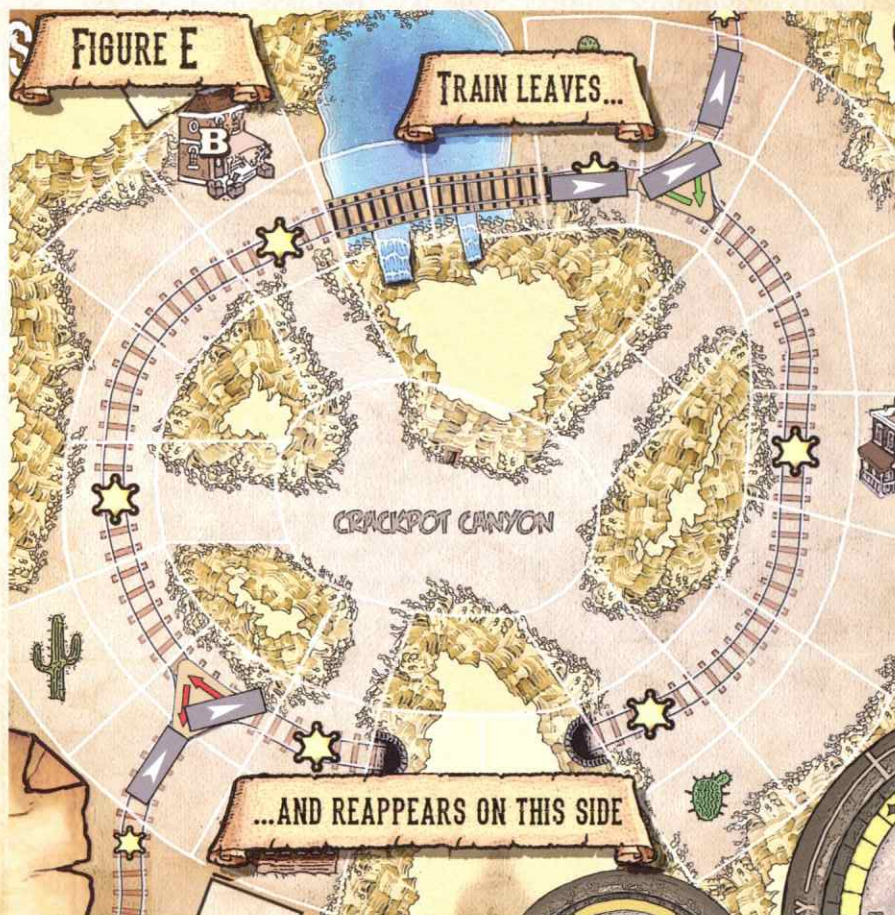 FIGURE E
TRAIN LEAVES...
B
CRACKPOT CANYON
...AND REAPPEARS ON THIS SIDE